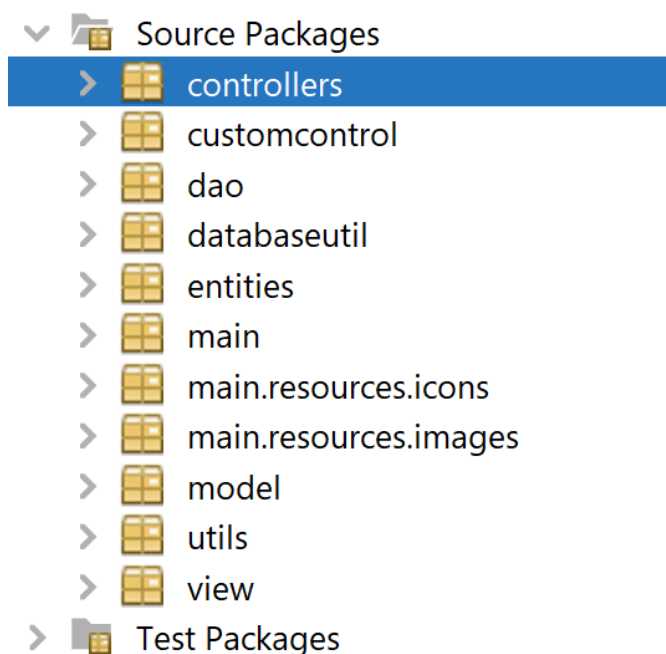 Source Packages
controllers
customcontrol
dao
databaseutil
entities
main
main.resources.icons
main.resources.images
model
utils
view
Test Packages